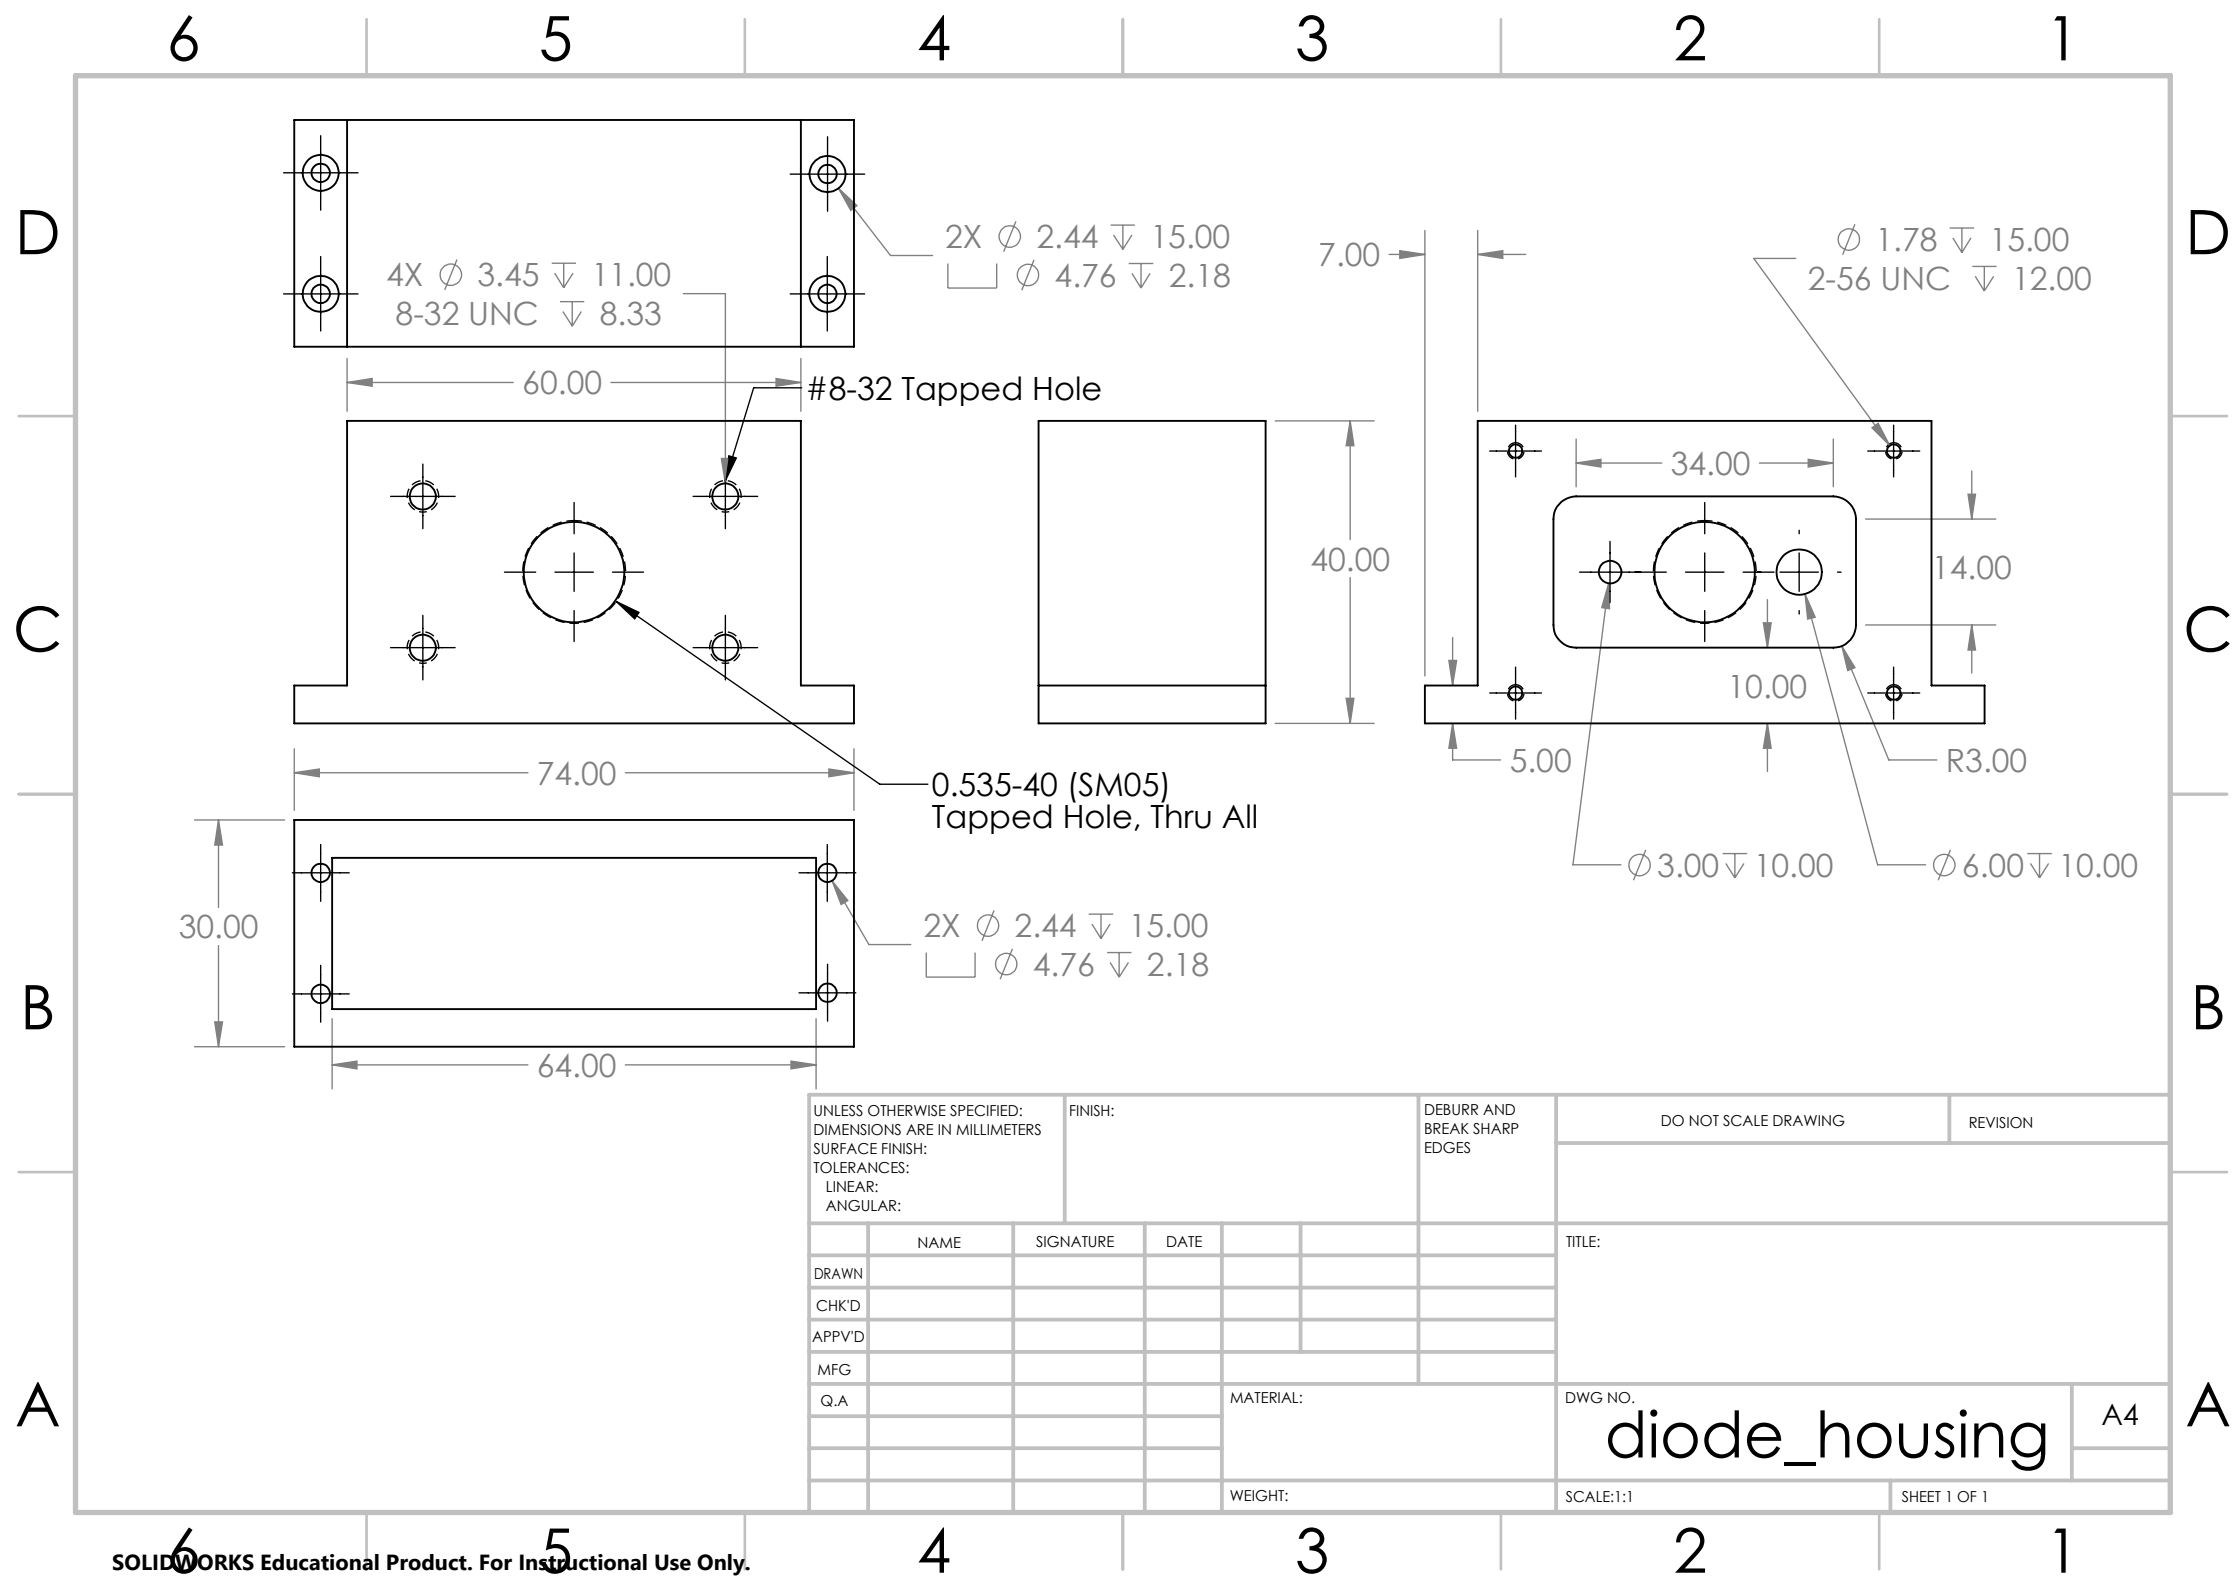 6 5 4 3 2 1
D D
2X ∅ 2.44 ↧ 15.00
⌴ ∅ 4.76 ↧ 2.18
4X ∅ 3.45 ↧ 11.00
8-32 UNC ↧ 8.33
7.00
∅ 1.78 ↧ 15.00
2-56 UNC ↧ 12.00
60.00
#8-32 Tapped Hole
34.00
40.00
14.00
C C
10.00
5.00
R3.00
74.00
0.535-40 (SM05)
Tapped Hole, Thru All
∅3.00↧10.00
∅6.00↧10.00
30.00
2X ∅ 2.44 ↧ 15.00
⌴ ∅ 4.76 ↧ 2.18
B B
64.00
UNLESS OTHERWISE SPECIFIED:
DIMENSIONS ARE IN MILLIMETERS
SURFACE FINISH:
TOLERANCES:
LINEAR:
ANGULAR:
FINISH:
DEBURR AND
BREAK SHARP
EDGES
DO NOT SCALE DRAWING
REVISION
NAME SIGNATURE DATE
TITLE:
DRAWN
CHK'D
APPV'D
MFG
Q.A
MATERIAL:
DWG NO.
diode_housing
A4
A A
WEIGHT:
SCALE:1:1
SHEET 1 OF 1
6 5 4 3 2 1
SOLIDWORKS Educational Product. For Instructional Use Only.